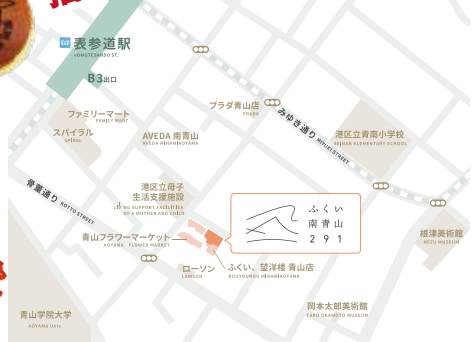 表参道駅
OMOTESANDO ST.
B3出口
ファミリーマート
FAMILY MART
スパイラル
SPIRAL
プラダ青山店
PRADA
みゆき通り MIYUKI STREET
AVEDA 南青山
AVEDA MINAMIAOYAMA
港区立青南小学校
SEINAN ELEMENTARY SCHOOL
骨董通り KOTTO STREET
港区立母子
生活支援施設
NG SUPPORT FACILITIES
OF A MOTHER AND CHILD
ふくい
南青山
291
青山フラワーマーケット
AOYAMA FLOWER MARKET
根津美術館
NEZU MUSEUM
ローソン
LAWSON
ふくい、望洋楼 青山店
BOUYOUROU MINAMIAOYAMA
岡本太郎美術館
TARO OKAMOTO MUSEUM
青山学院大学
AOYAMA Univ.